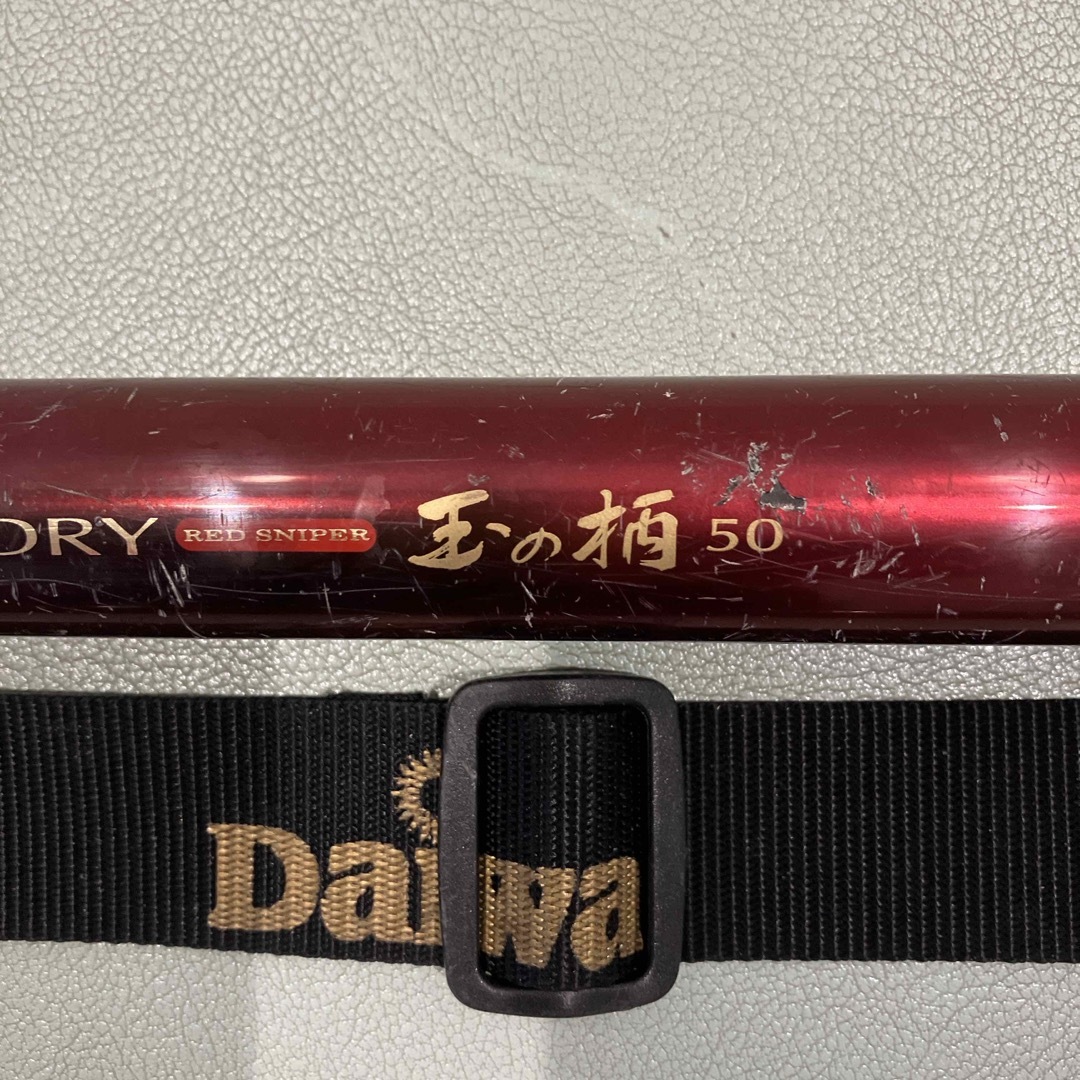 DRY RED SNIPER 玉の柄 50
Daiwa